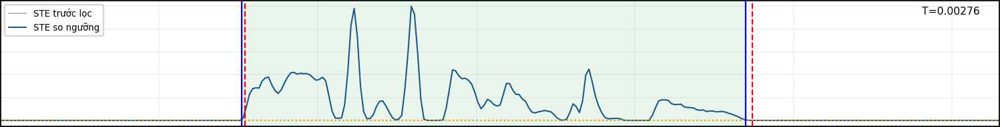 STE trước lọc
STE so ngưỡng
T=0.00276